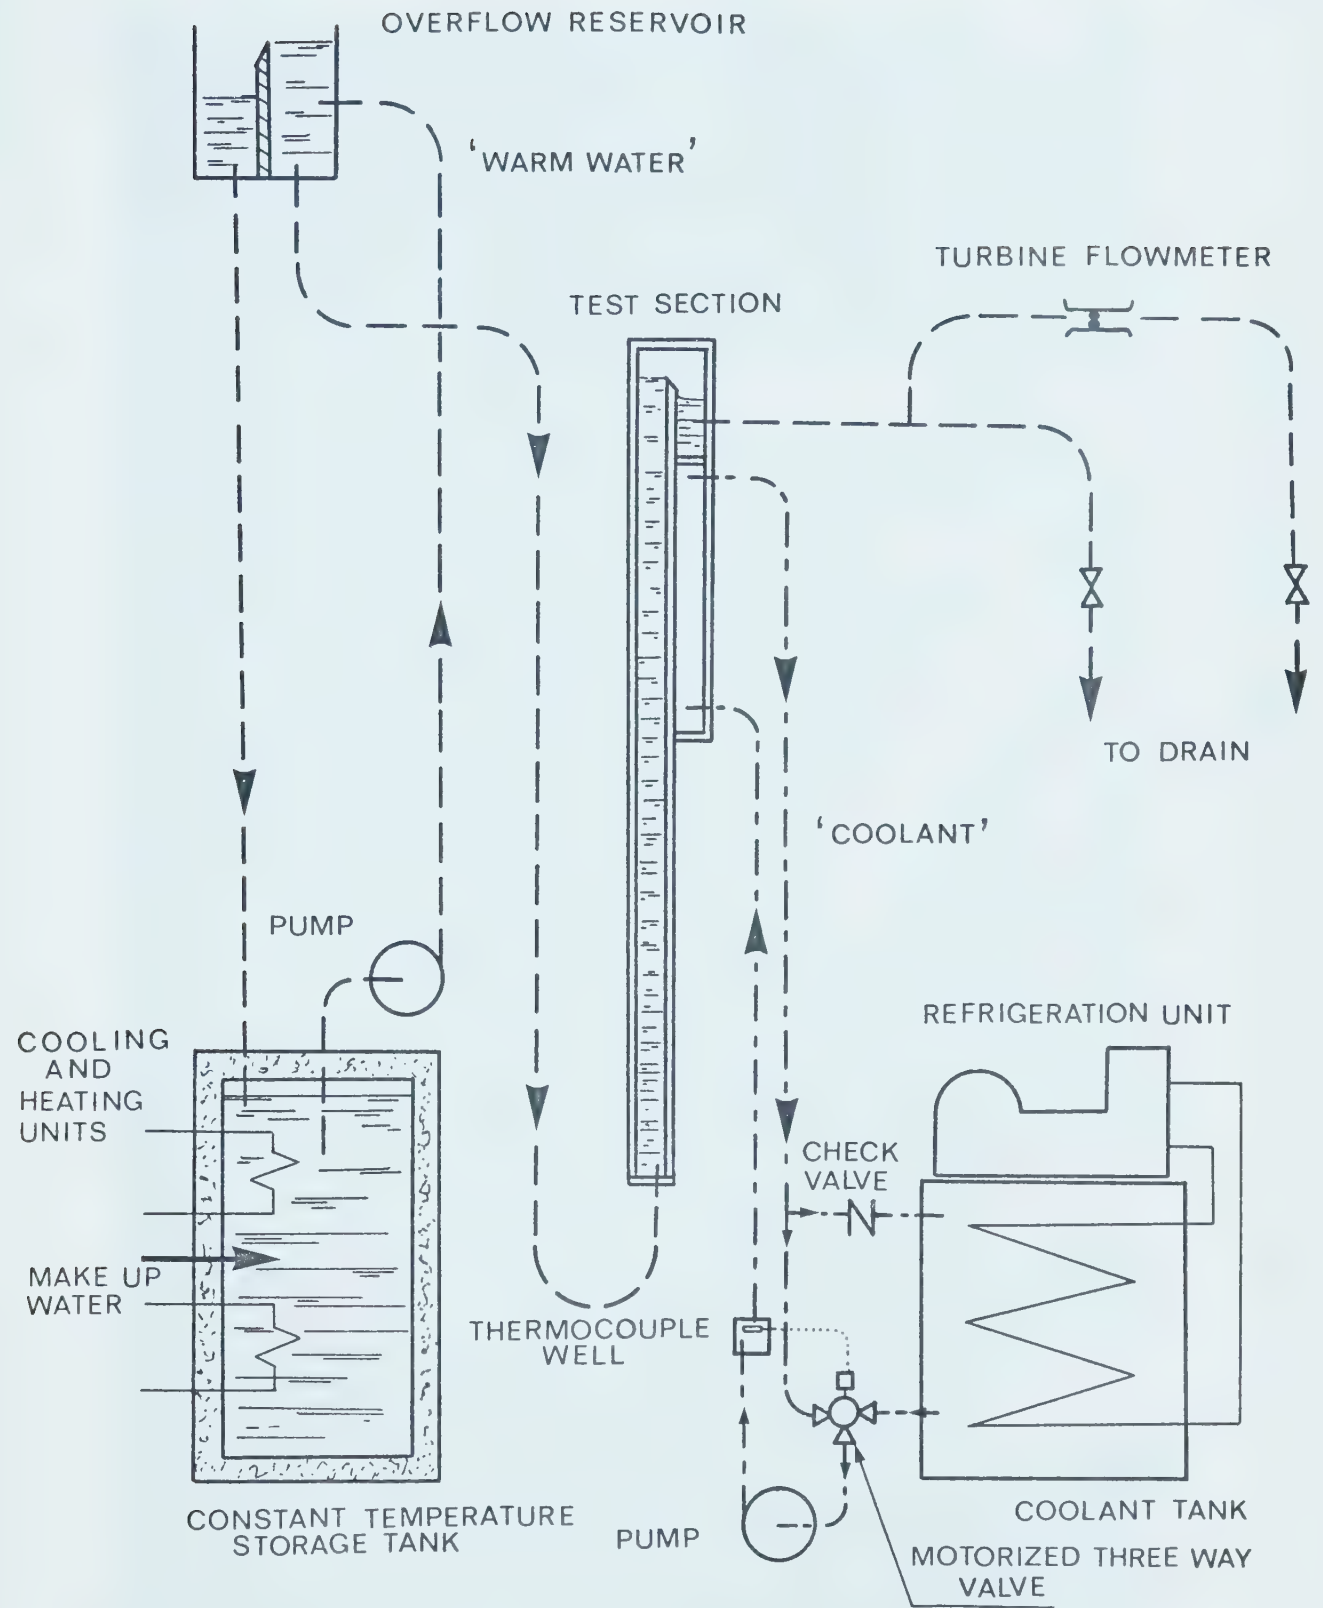 OVERFLOW RESERVOIR
'WARM WATER'
TURBINE FLOWMETER
TEST SECTION
TO DRAIN
'COOLANT'
PUMP
REFRIGERATION UNIT
COOLING
AND
HEATING
UNITS
CHECK
VALVE
MAKE UP
WATER
THERMOCOUPLE
WELL
CONSTANT TEMPERATURE
STORAGE TANK
PUMP
COOLANT TANK
MOTORIZED THREE WAY
VALVE